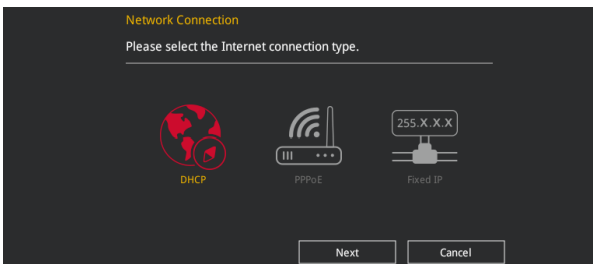 Network Connection
Please select the Internet connection type.
255.X.X.X
DHCP
PPPoE
Fixed IP
Next
Cancel